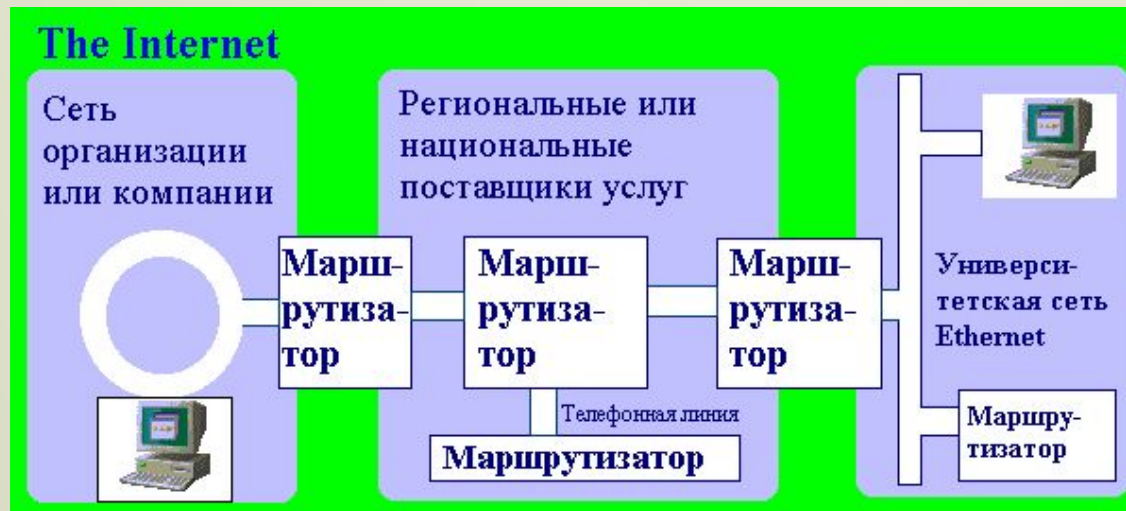 The Internet
Сеть
организации
или компании
Региональные или
национальные
поставщики услуг
Марш-
рутиза-
тор
Марш-
рутиза-
тор
Марш-
рутиза-
тор
Телефонная линия
Маршрутизатор
Универси-
тетская сеть
Ethernet
Маршру-
тизатор